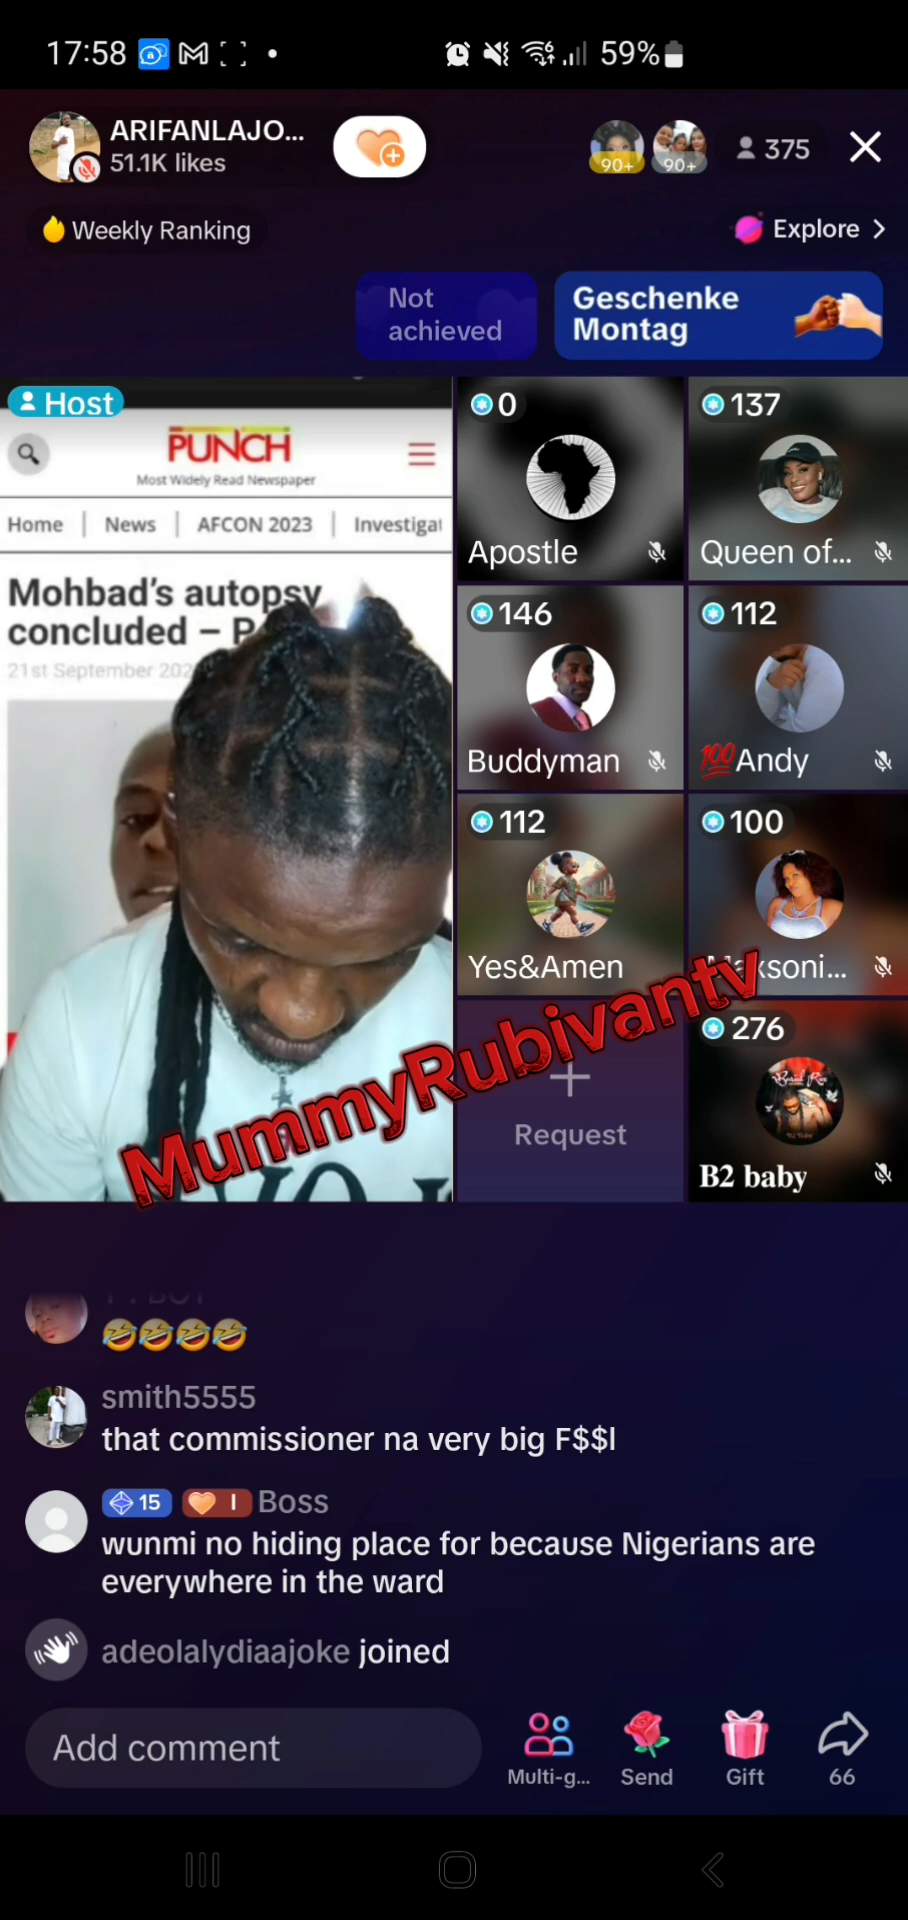 17:58
59%
ARIFANLAJO...
51.1K likes
90+
90+
375
Weekly Ranking
Explore
Not
achieved
Geschenke
Montag
Host
PUNCH
Most Widely Read Newspaper
Home | News | AFCON 2023 | Investigat
Mohbad's autopsy
concluded –
21st September
0
Apostle
137
Queen of...
146
Buddyman
112
💯Andy
112
Yes&Amen
100
276
Request
B2 baby
MummyRubivantv
🤣🤣🤣🤣
smith5555
that commissioner na very big F$$l
15 I Boss
wunmi no hiding place for because Nigerians are
everywhere in the ward
adeolalydiaajoke joined
Add comment
Multi-g...
Send
Gift
66